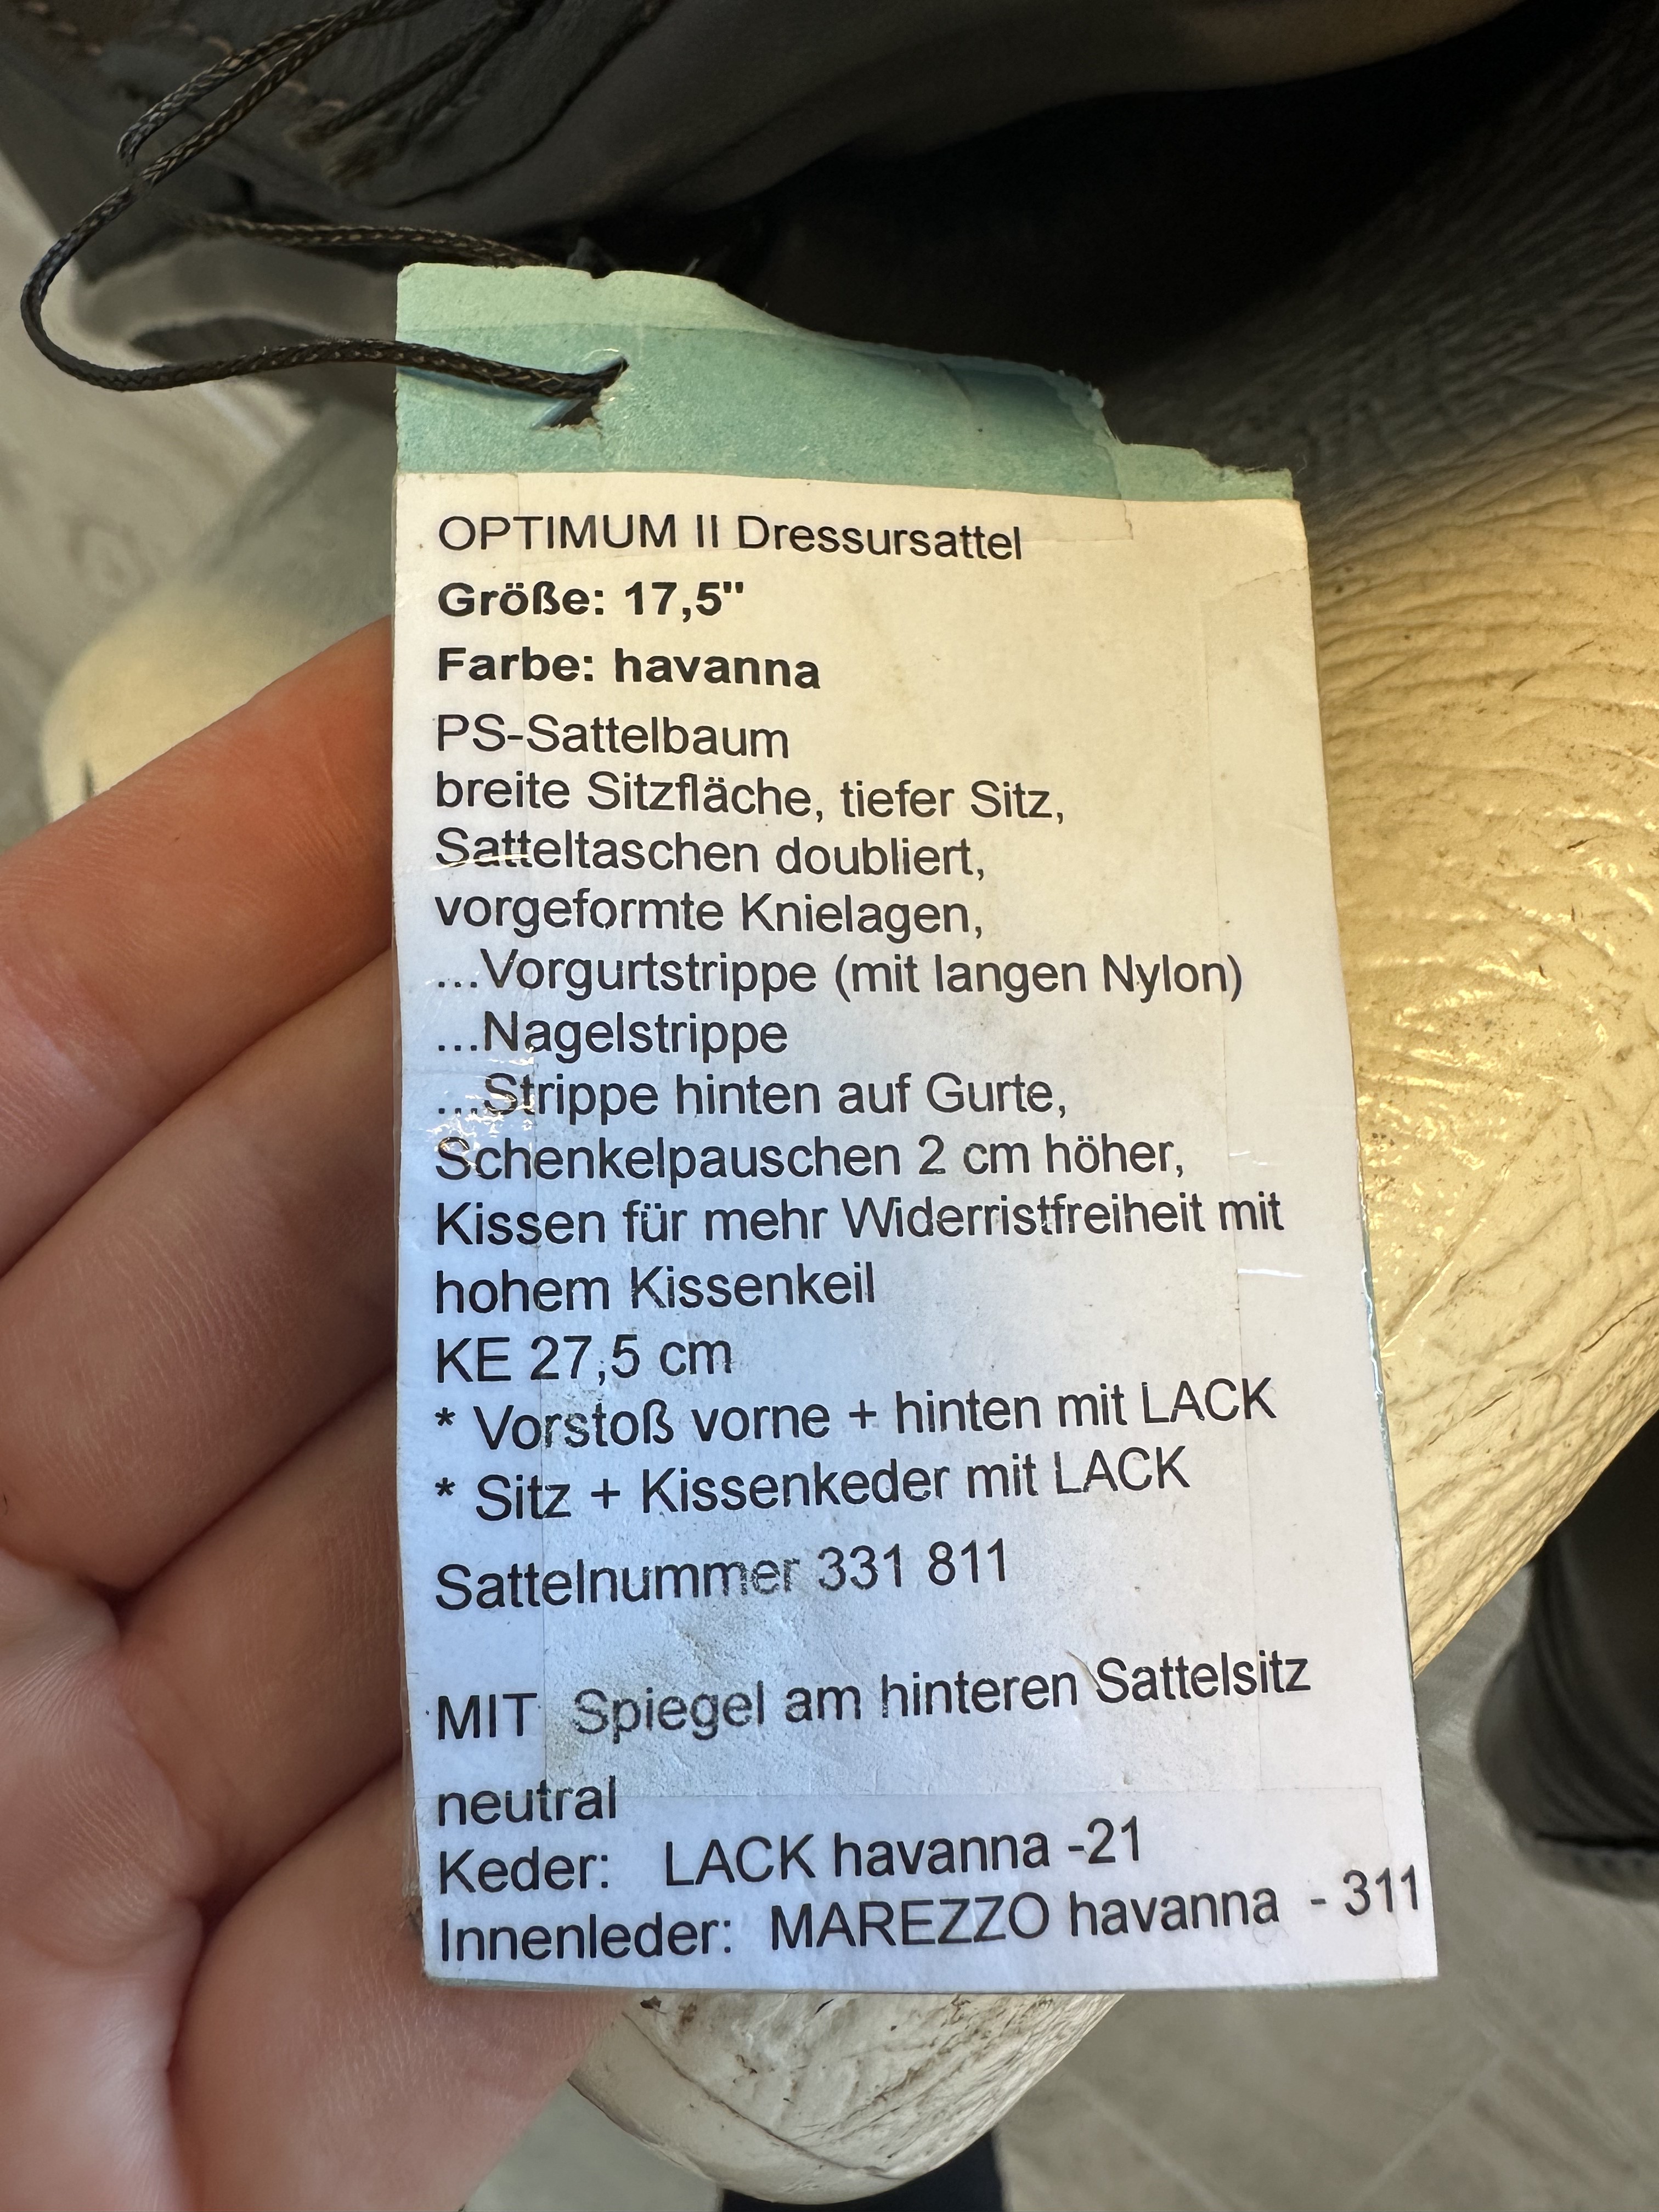 OPTIMUM II Dressursattel
Größe: 17,5"
Farbe: havanna
PS-Sattelbaum
breite Sitzfläche, tiefer Sitz,
Satteltaschen doubliert,
vorgeformte Knielagen,
...Vorgurtstrippe (mit langen Nylon)
...Nagelstrippe
...Strippe hinten auf Gurte,
Schenkelpauschen 2 cm höher,
Kissen für mehr Widerristfreiheit mit
hohem Kissenkeil
KE 27,5 cm
* Vorstoß vorne + hinten mit LACK
* Sitz + Kissenkeder mit LACK
Sattelnummer 331 811
MIT Spiegel am hinteren Sattelsitz
neutral
Keder: LACK havanna -21
Innenleder: MAREZZO havanna - 311